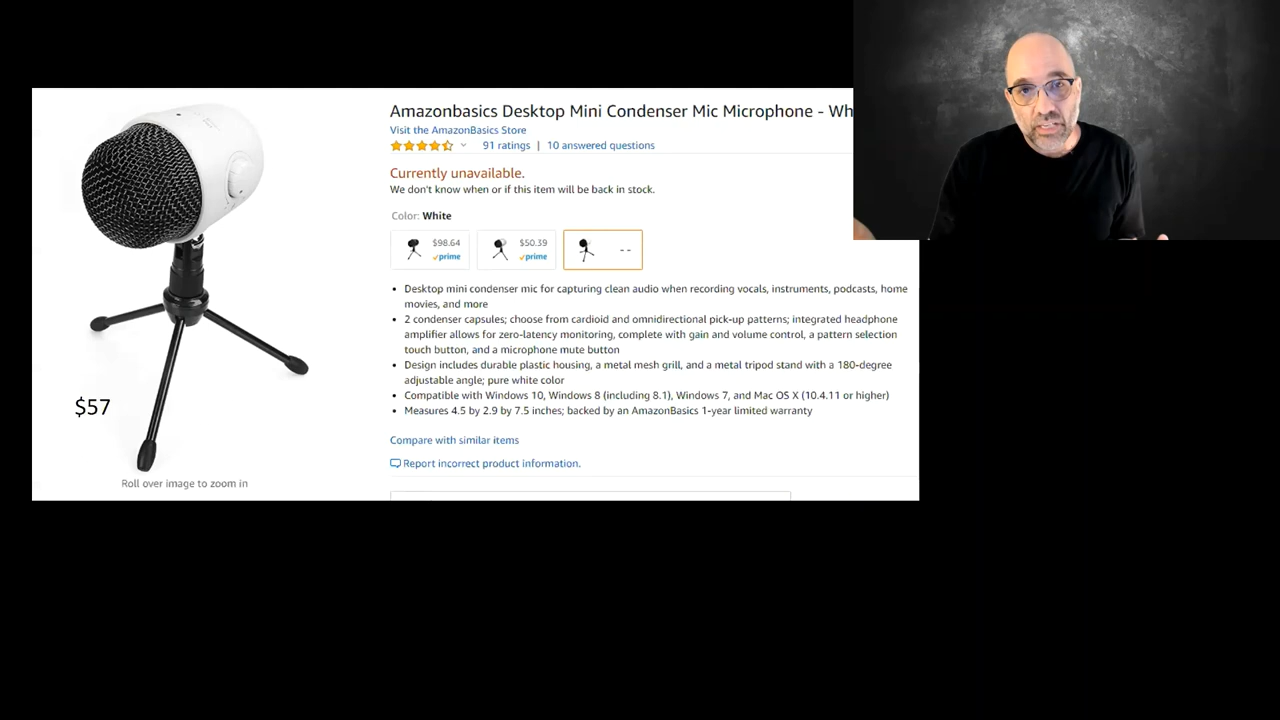 Amazonbasics Desktop Mini Condenser Mic Microphone - Wh
Visit the AmazonBasics Store
91 ratings | 10 answered questions
Currently unavailable.
We don't know when or if this item will be back in stock.
Color: White
$98.64
prime
$50.39
prime
- -
• Desktop mini condenser mic for capturing clean audio when recording vocals, instruments, podcasts, home
movies, and more
• 2 condenser capsules; choose from cardioid and omnidirectional pick-up patterns; integrated headphone
amplifier allows for zero-latency monitoring, complete with gain and volume control, a pattern selection
touch button, and a microphone mute button
• Design includes durable plastic housing, a metal mesh grill, and a metal tripod stand with a 180-degree
adjustable angle; pure white color
• Compatible with Windows 10, Windows 8 (including 8.1), Windows 7, and Mac OS X (10.4.11 or higher)
• Measures 4.5 by 2.9 by 7.5 inches; backed by an AmazonBasics 1-year limited warranty
$57
Compare with similar items
Report incorrect product information.
Roll over image to zoom in